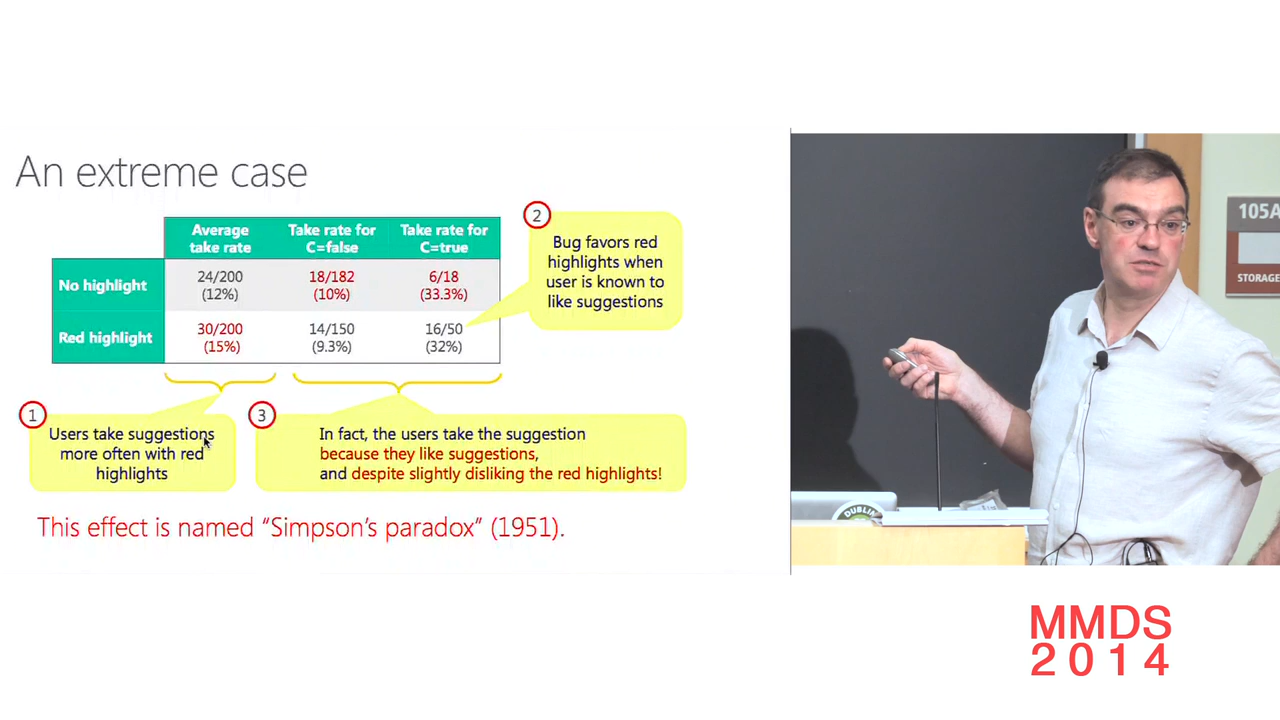 An extreme case
Average
take rate
Take rate for
C=false
Take rate for
C=true
No highlight
24/200
(12%)
18/182
(10%)
6/18
(33.3%)
Red highlight
30/200
(15%)
14/150
(9.3%)
16/50
(32%)
2
Bug favors red
highlights when
user is known to
like suggestions
1
Users take suggestions
more often with red
highlights
3
In fact, the users take the suggestion
because they like suggestions,
and despite slightly disliking the red highlights!
This effect is named “Simpson’s paradox” (1951).
105A
STORAGE
DUBLIN
MMDS
2014